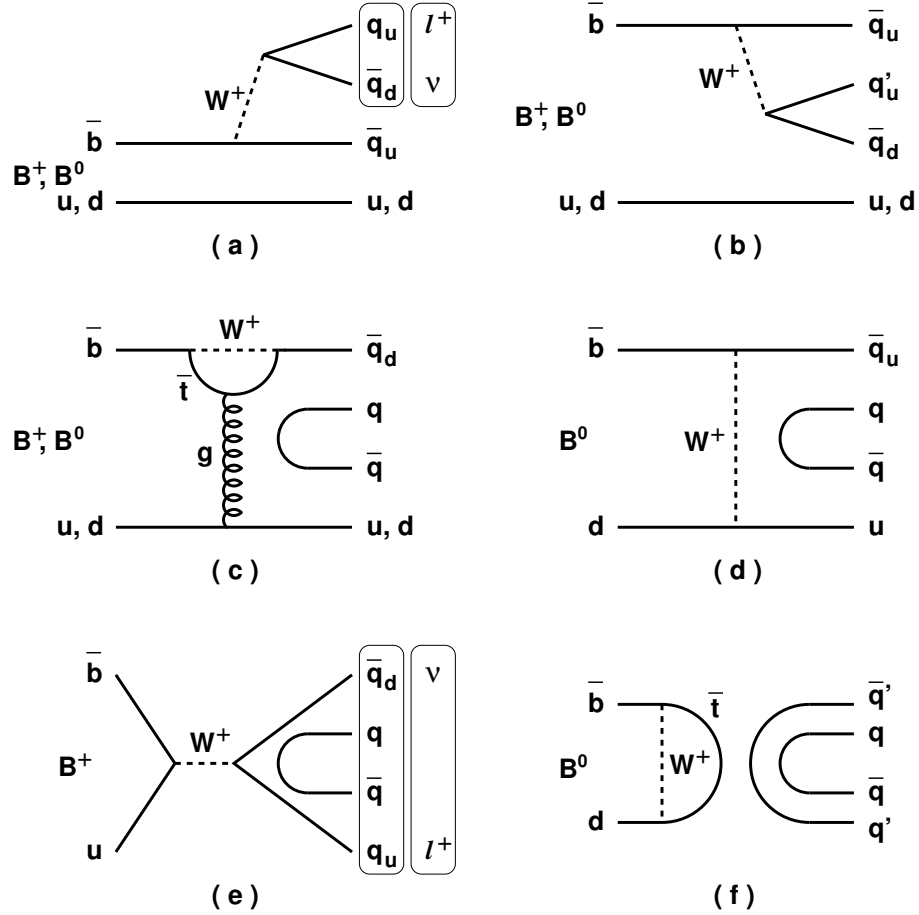 q_u l⁺
W⁺ q̅_d ν
b̅ q̅_u
B⁺, B⁰
u, d u, d
( a )
b̅ q̅_u
W⁺ q'_u
B⁺, B⁰
q̅_d
u, d u, d
( b )
W⁺
b̅ q̅_d
t̅
q
B⁺, B⁰ g
q̅
u, d u, d
( c )
b̅ q̅_u
q
B⁰ W⁺
q̅
d u
( d )
b̅ q̅_d ν
W⁺ q
B⁺
q̅
u q_u l⁺
( e )
b̅ t̅ q̅'
q
B⁰ W⁺
q̅
d q'
( f )